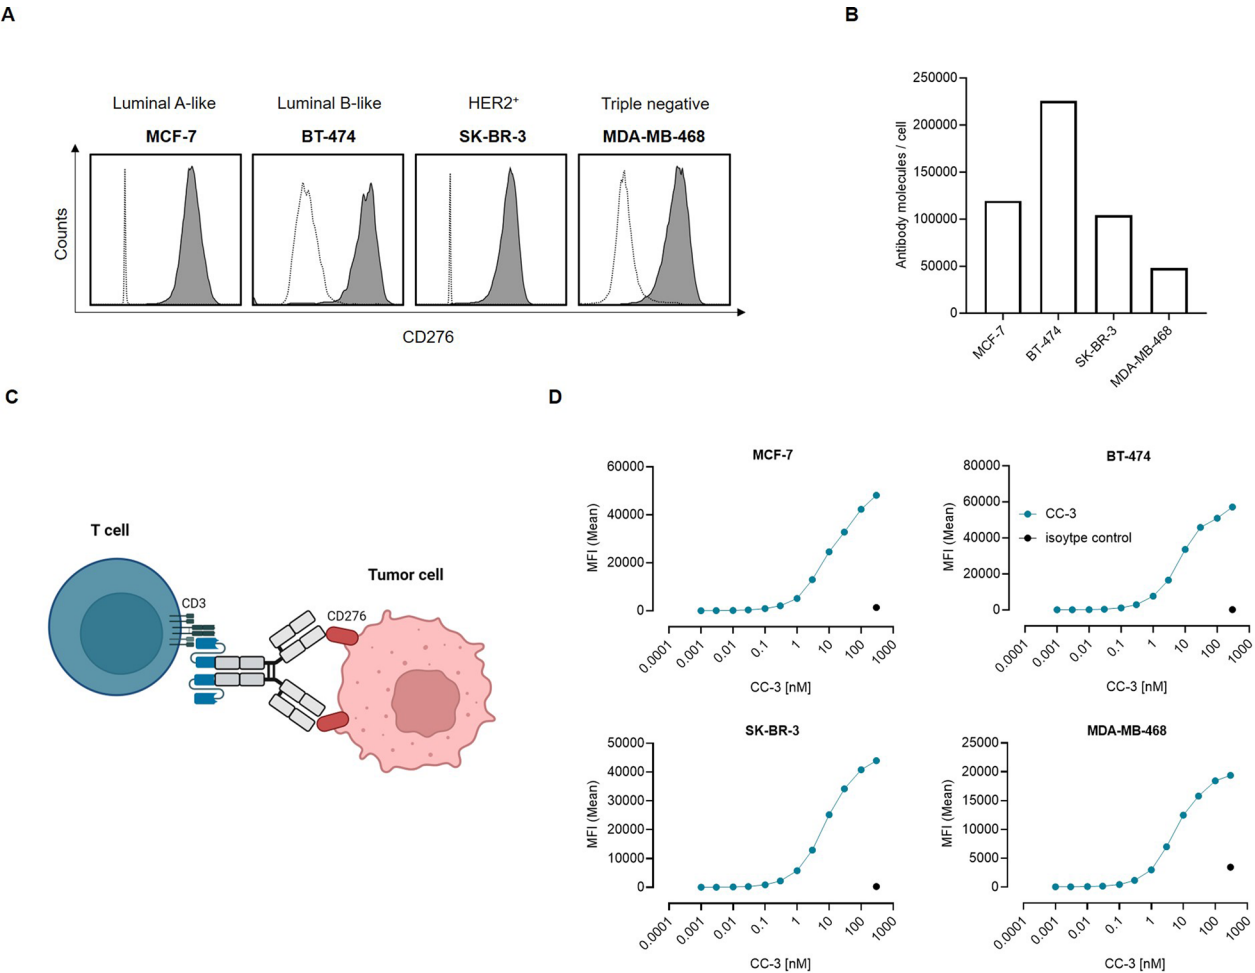 A
Luminal A-like
Luminal B-like
HER2⁺
Triple negative
MCF-7
BT-474
SK-BR-3
MDA-MB-468
Counts
CD276
B
Antibody molecules / cell
250000
200000
150000
100000
50000
0
MCF-7
BT-474
SK-BR-3
MDA-MB-468
C
T cell
CD3
Tumor cell
CD276
D
MCF-7
MFI (Mean)
60000
40000
20000
0
0.0001
0.001
0.01
0.1
1
10
100
1000
CC-3 [nM]
BT-474
MFI (Mean)
80000
60000
40000
20000
0
CC-3
isoytpe control
0.0001
0.001
0.01
0.1
1
10
100
1000
CC-3 [nM]
SK-BR-3
MFI (Mean)
50000
40000
30000
20000
10000
0
0.0001
0.001
0.01
0.1
1
10
100
1000
CC-3 [nM]
MDA-MB-468
MFI (Mean)
25000
20000
15000
10000
5000
0
0.0001
0.001
0.01
0.1
1
10
100
1000
CC-3 [nM]